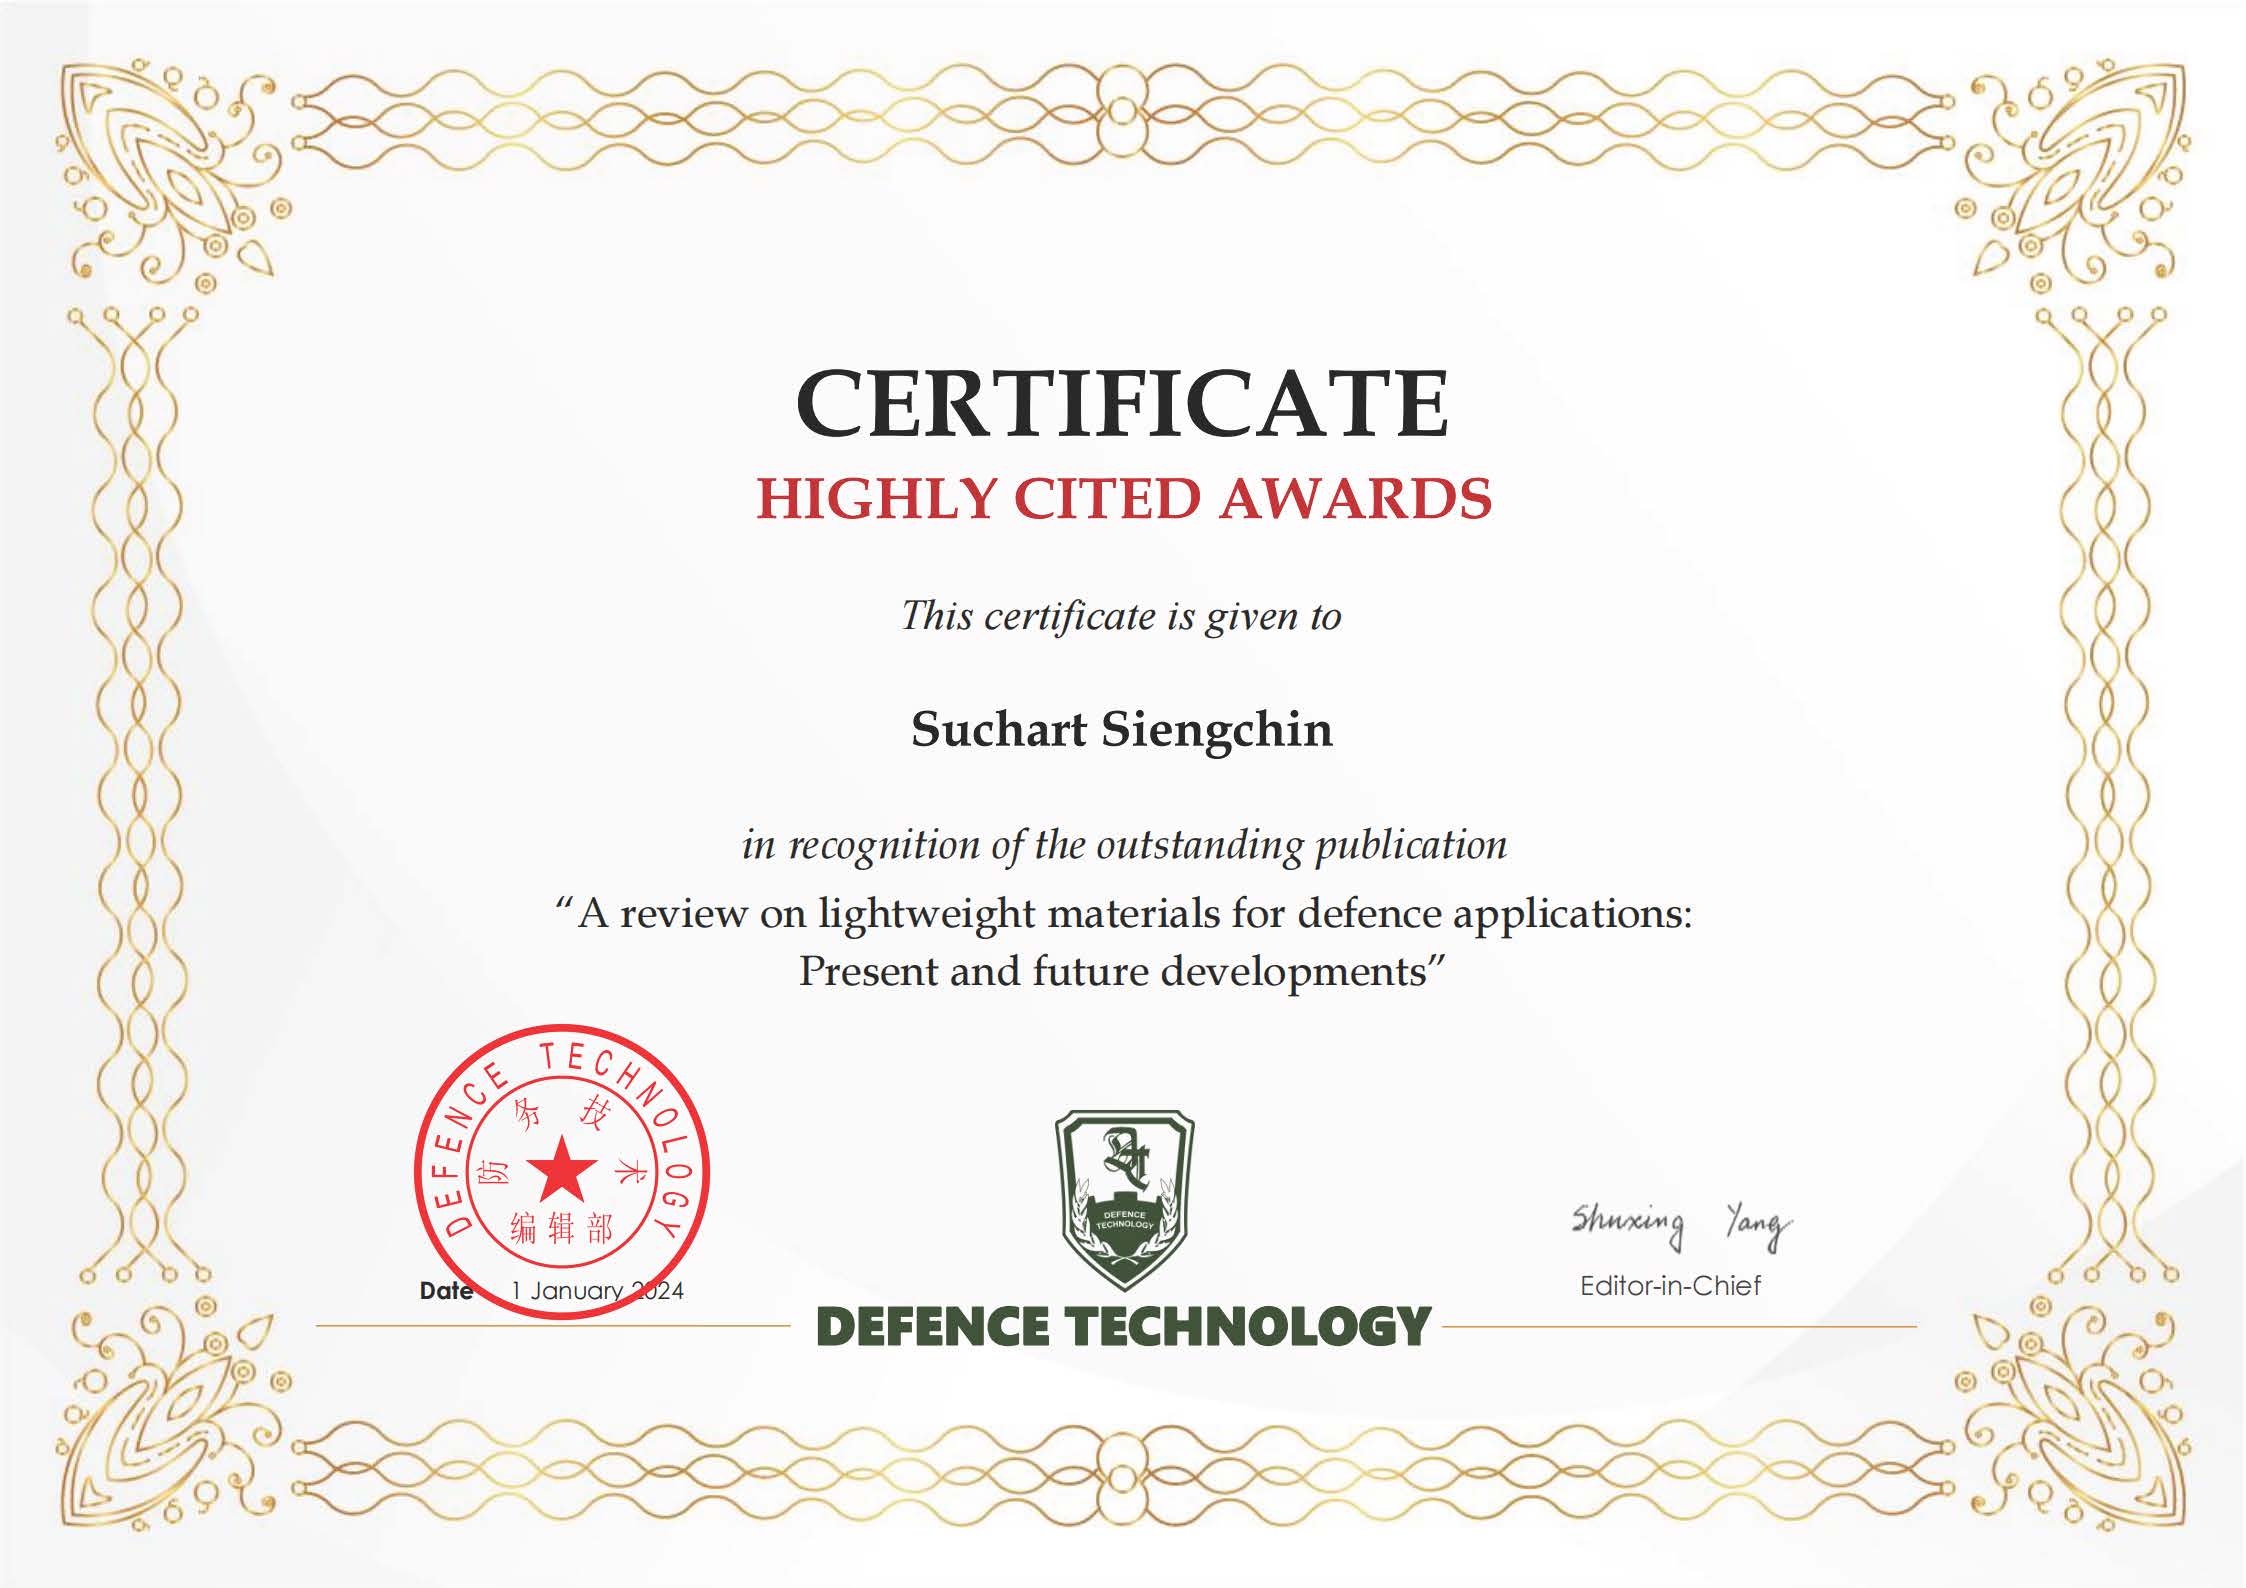 CERTIFICATE
HIGHLY CITED AWARDS
This certificate is given to
Suchart Siengchin
in recognition of the outstanding publication
“A review on lightweight materials for defence applications:
Present and future developments”
DEFENCE TECHNOLOGY
防务技术
编辑部
Date 1 January 2024
Dt
DEFENCE
TECHNOLOGY
DEFENCE TECHNOLOGY
Shuxing Yang
Editor-in-Chief